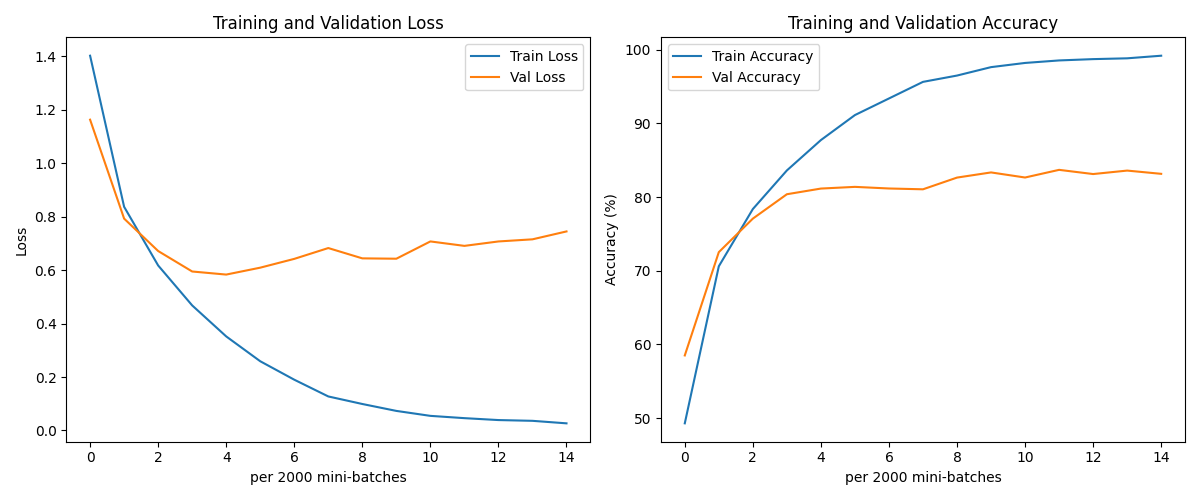 Training and Validation Loss
Train Loss
Val Loss
1.4
1.2
1.0
0.8
0.6
0.4
0.2
0.0
Loss
0 2 4 6 8 10 12 14
per 2000 mini-batches
Training and Validation Accuracy
Train Accuracy
Val Accuracy
100
90
80
70
60
50
Accuracy (%)
0 2 4 6 8 10 12 14
per 2000 mini-batches